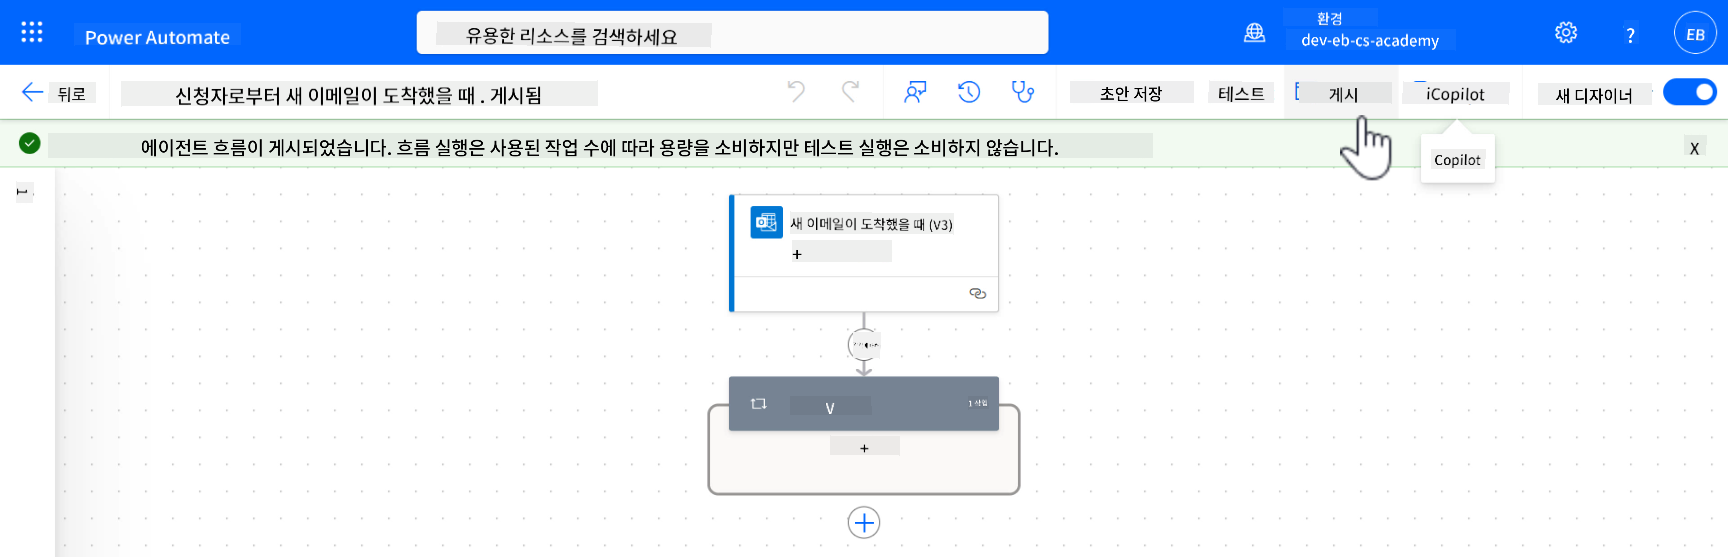 Power Automate
유용한 리소스를 검색하세요
환경
dev-eb-cs-academy
?
EB
뒤로
신청자로부터 새 이메일이 도착했을 때 . 게시됨
초안 저장
테스트
게시
iCopilot
새 디자이너
에이전트 흐름이 게시되었습니다. 흐름 실행은 사용된 작업 수에 따라 용량을 소비하지만 테스트 실행은 소비하지 않습니다.
X
Copilot
새 이메일이 도착했을 때 (V3)
+
V
1 작업
+